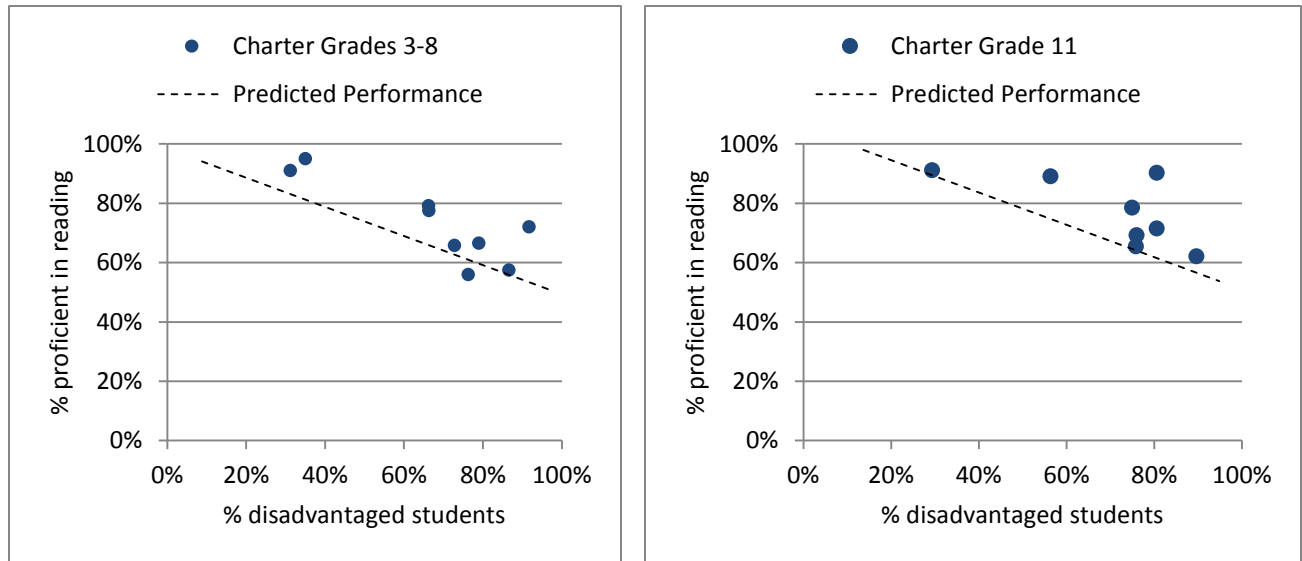 Charter Grades 3-8
Predicted Performance
100%
80%
60%
40%
20%
0%
% proficient in reading
0% 20% 40% 60% 80% 100%
% disadvantaged students
Charter Grade 11
Predicted Performance
100%
80%
60%
40%
20%
0%
% proficient in reading
0% 20% 40% 60% 80% 100%
% disadvantaged students